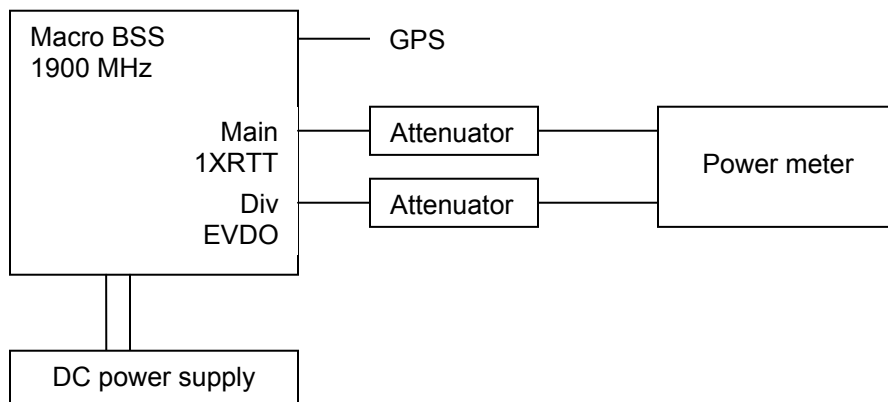 Macro BSS
1900 MHz
GPS
Main
1XRTT
Attenuator
Div
EVDO
Attenuator
Power meter
DC power supply